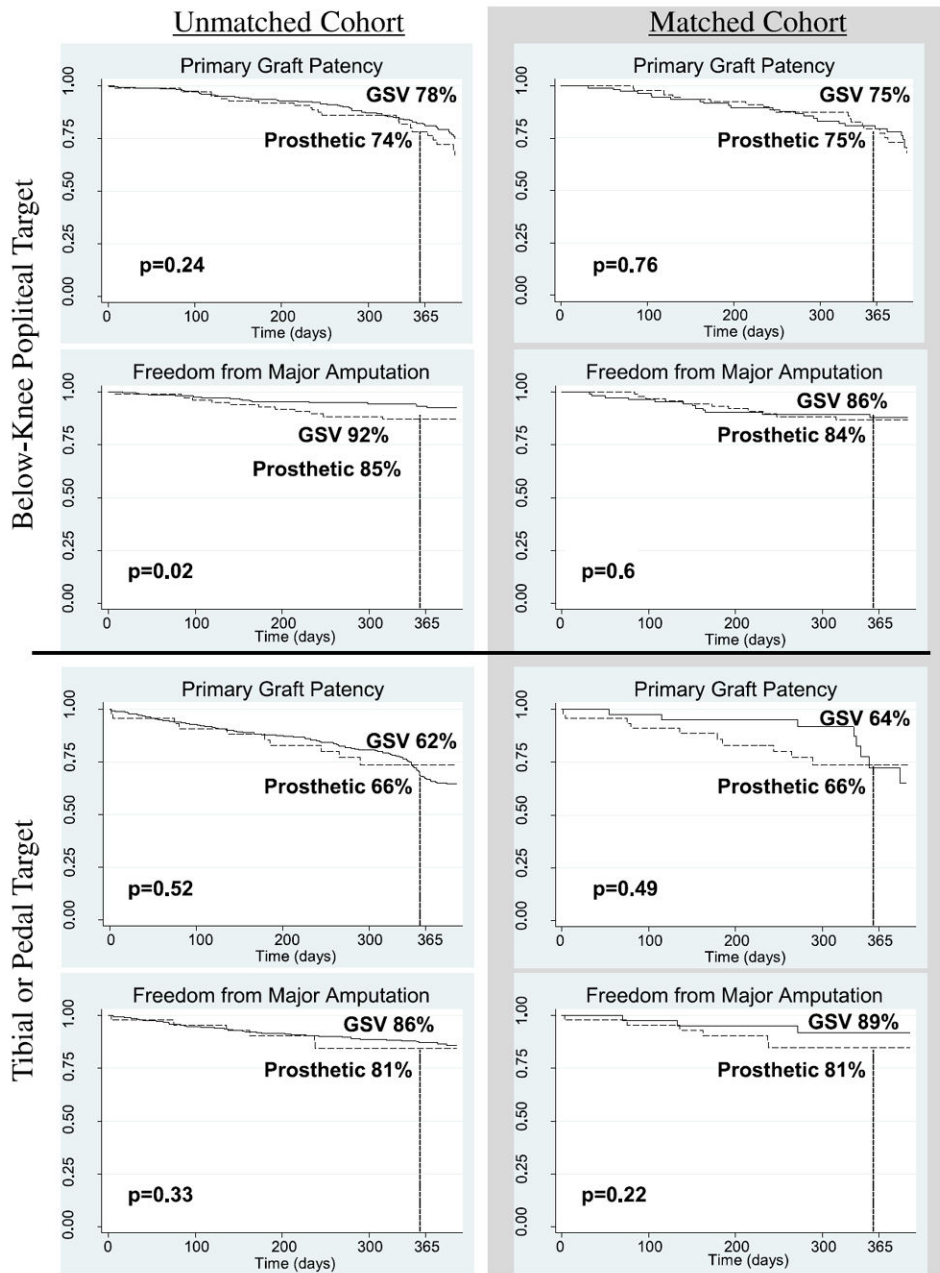 Unmatched Cohort
Matched Cohort
Below-Knee Popliteal Target
Primary Graft Patency
1.00
0.75
0.50
0.25
0.00
GSV 78%
Prosthetic 74%
p=0.24
0 100 200 300 365
Time (days)
Primary Graft Patency
1.00
0.75
0.50
0.25
0.00
GSV 75%
Prosthetic 75%
p=0.76
0 100 200 300 365
Time (days)
Freedom from Major Amputation
1.00
0.75
0.50
0.25
0.00
GSV 92%
Prosthetic 85%
p=0.02
0 100 200 300 365
Time (days)
Freedom from Major Amputation
1.00
0.75
0.50
0.25
0.00
GSV 86%
Prosthetic 84%
p=0.6
0 100 200 300 365
Time (days)
Tibial or Pedal Target
Primary Graft Patency
1.00
0.75
0.50
0.25
0.00
GSV 62%
Prosthetic 66%
p=0.52
0 100 200 300 365
Time (days)
Primary Graft Patency
1.00
0.75
0.50
0.25
0.00
GSV 64%
Prosthetic 66%
p=0.49
0 100 200 300 365
Time (days)
Freedom from Major Amputation
1.00
0.75
0.50
0.25
0.00
GSV 86%
Prosthetic 81%
p=0.33
0 100 200 300 365
Time (days)
Freedom from Major Amputation
1.00
0.75
0.50
0.25
0.00
GSV 89%
Prosthetic 81%
p=0.22
0 100 200 300 365
Time (days)